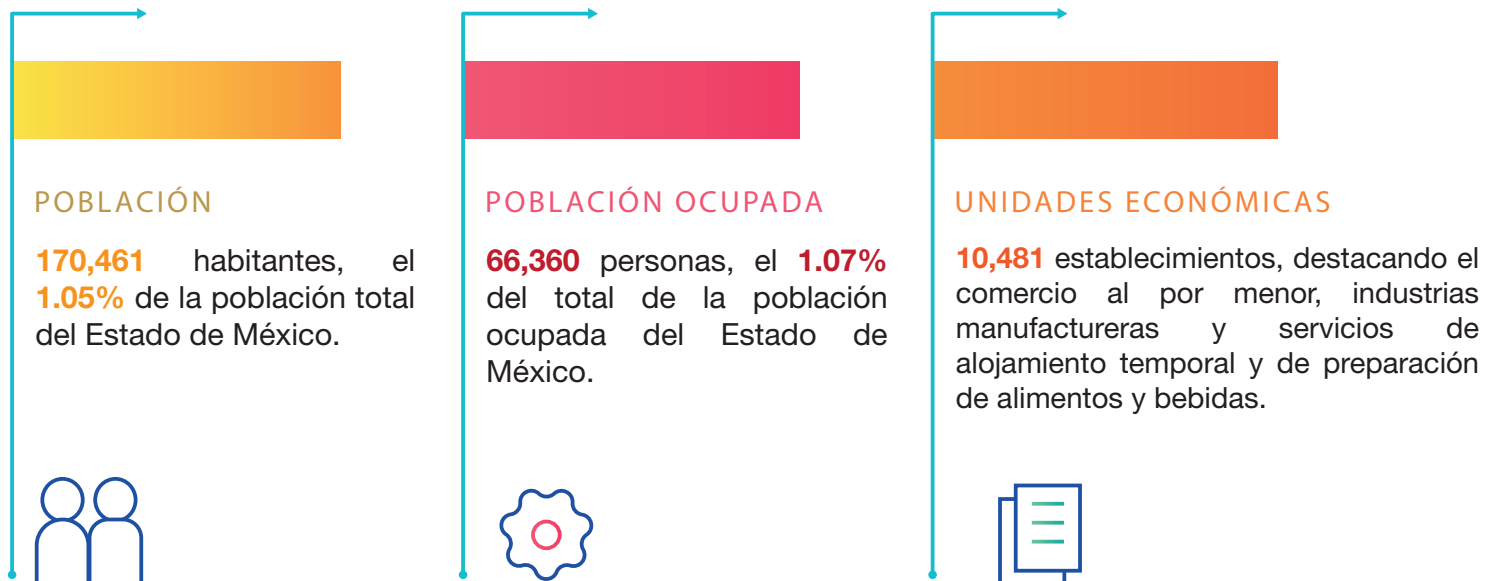 POBLACIÓN
170,461 habitantes, el
1.05% de la población total
del Estado de México.
POBLACIÓN OCUPADA
66,360 personas, el 1.07%
del total de la población
ocupada del Estado de
México.
UNIDADES ECONÓMICAS
10,481 establecimientos, destacando el
comercio al por menor, industrias
manufactureras y servicios de
alojamiento temporal y de preparación
de alimentos y bebidas.